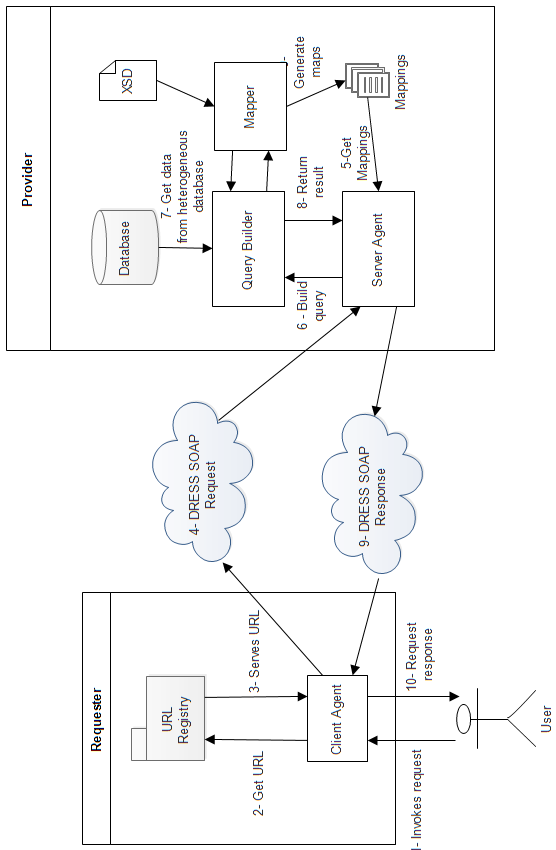 Provider
XSD
Mapper
Generate
maps
Mappings
5-Get
Mappings
Database
7- Get data
from heterogeneous
database
Query Builder
8- Return
result
6 - Build
query
Server Agent
4- DRESS SOAP
Request
9- DRESS SOAP
Response
Requester
URL
Registry
3- Serves URL
2- Get URL
Client Agent
10- Request
response
- Invokes request
User